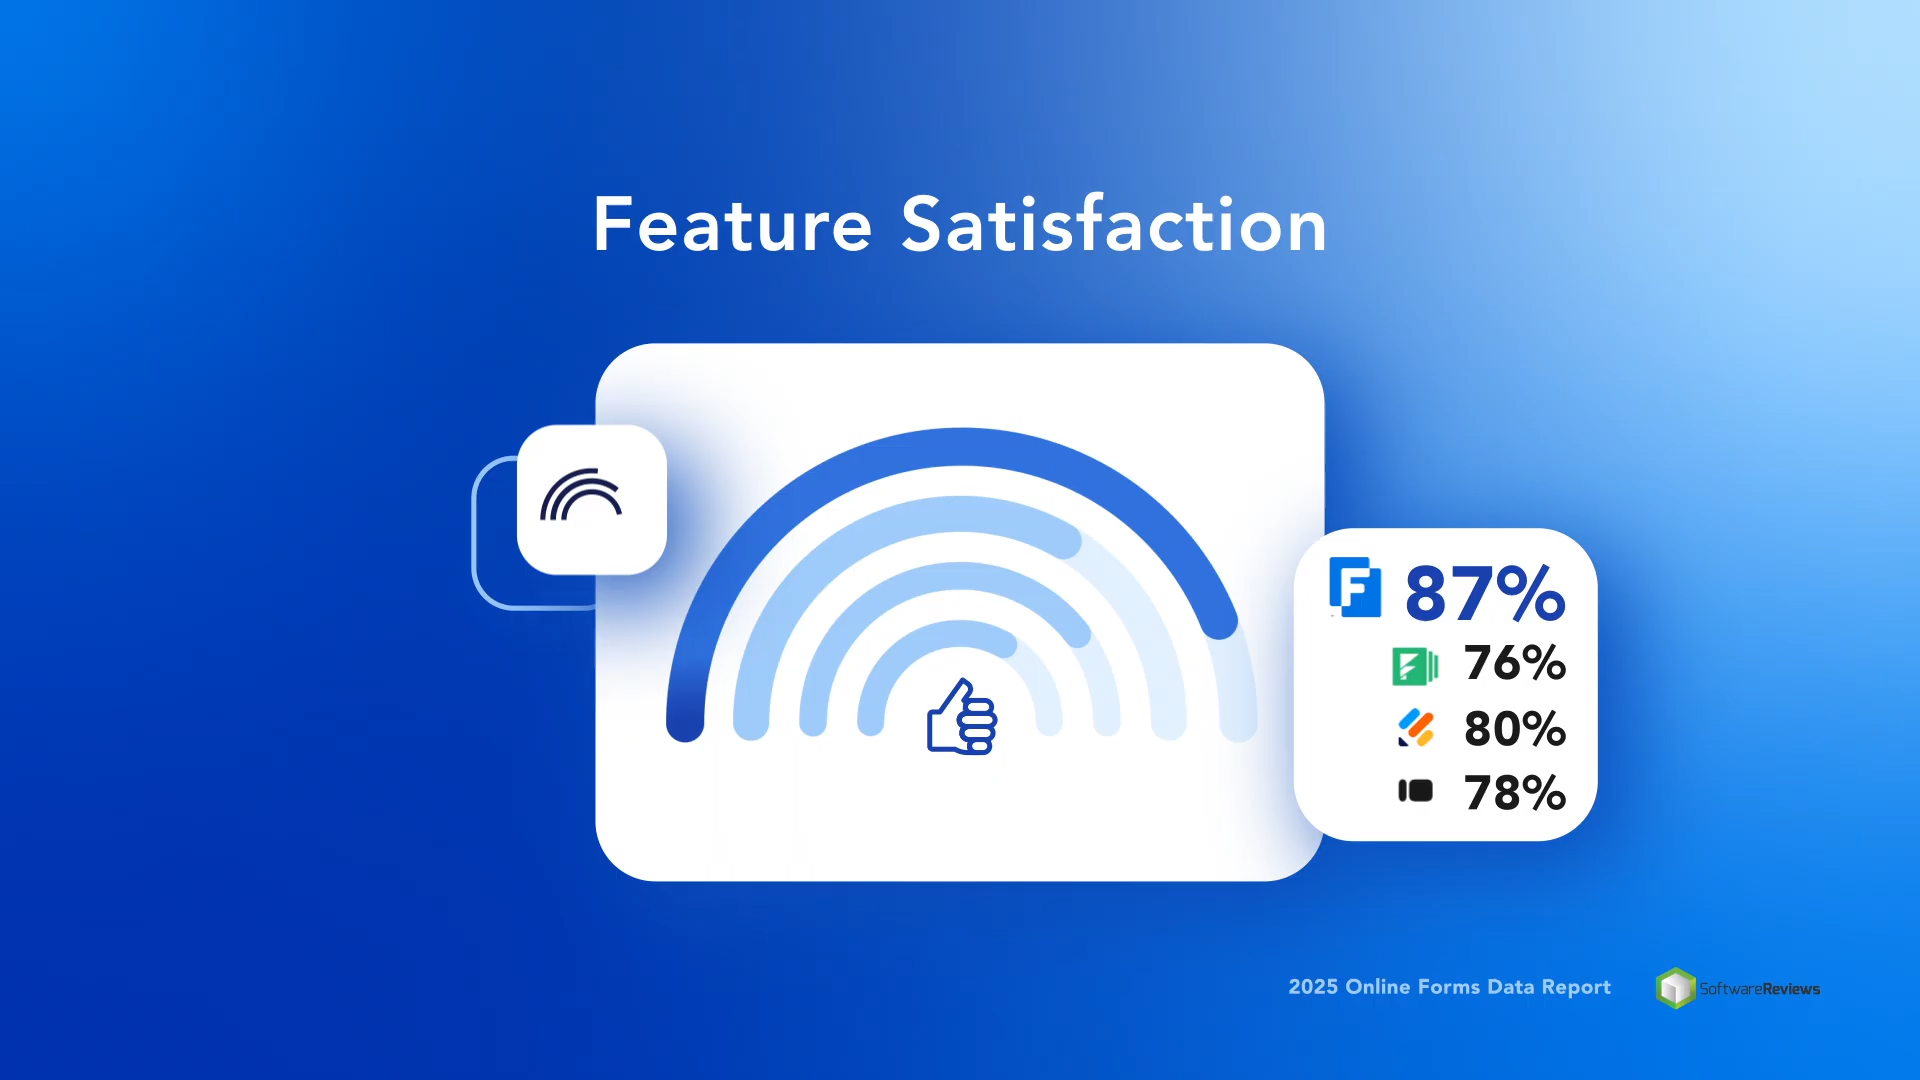 Feature Satisfaction
87%
76%
80%
78%
2025 Online Forms Data Report
SoftwareReviews